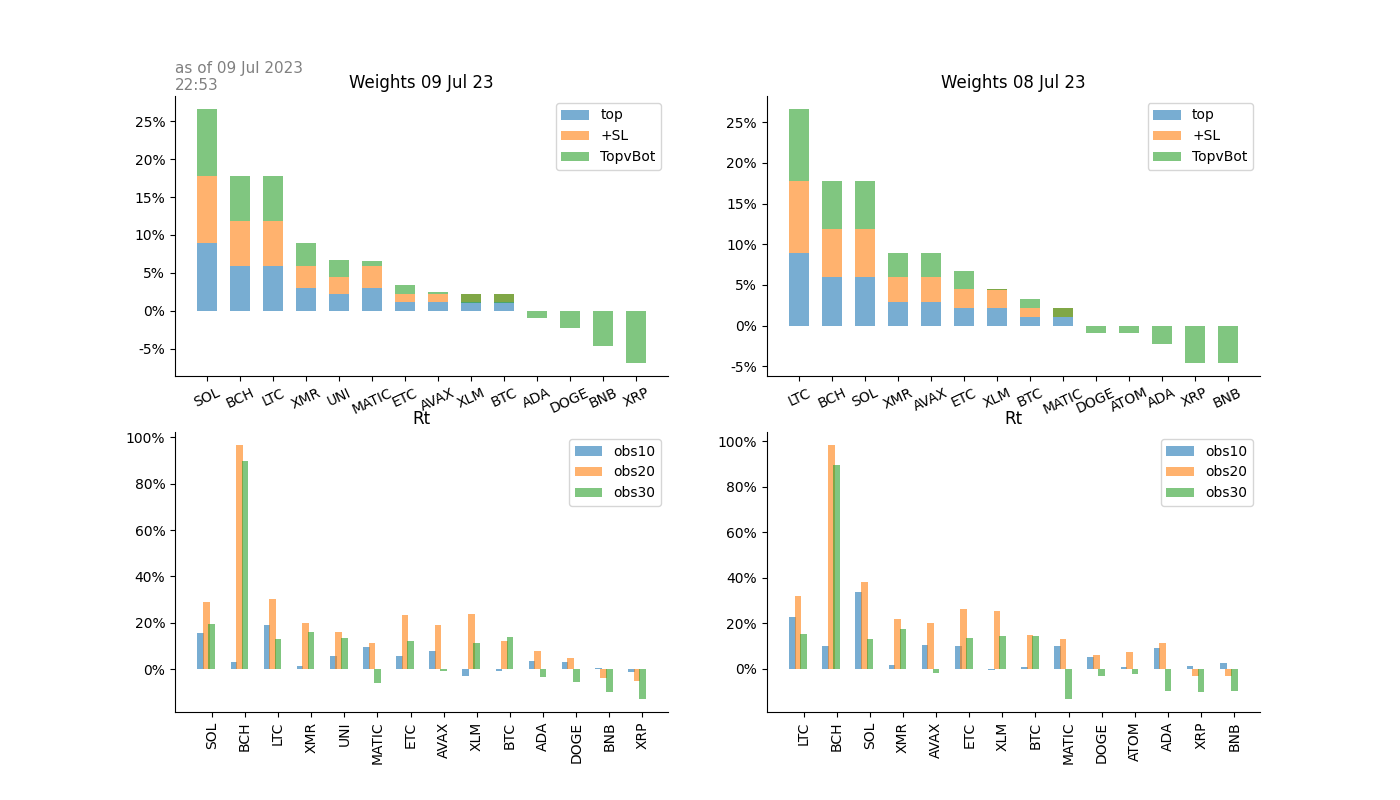 as of 09 Jul 2023
22:53
Weights 09 Jul 23
25%
20%
15%
10%
5%
0%
-5%
top
+SL
TopvBot
SOL BCH LTC XMR UNI MATIC ETC AVAX XLM BTC ADA DOGE BNB XRP
Weights 08 Jul 23
25%
20%
15%
10%
5%
0%
-5%
top
+SL
TopvBot
LTC BCH SOL XMR AVAX ETC XLM BTC MATIC DOGE ATOM ADA XRP BNB
Rt
100%
80%
60%
40%
20%
0%
obs10
obs20
obs30
SOL BCH LTC XMR UNI MATIC ETC AVAX XLM BTC ADA DOGE BNB XRP
Rt
100%
80%
60%
40%
20%
0%
obs10
obs20
obs30
LTC BCH SOL XMR AVAX ETC XLM BTC MATIC DOGE ATOM ADA XRP BNB